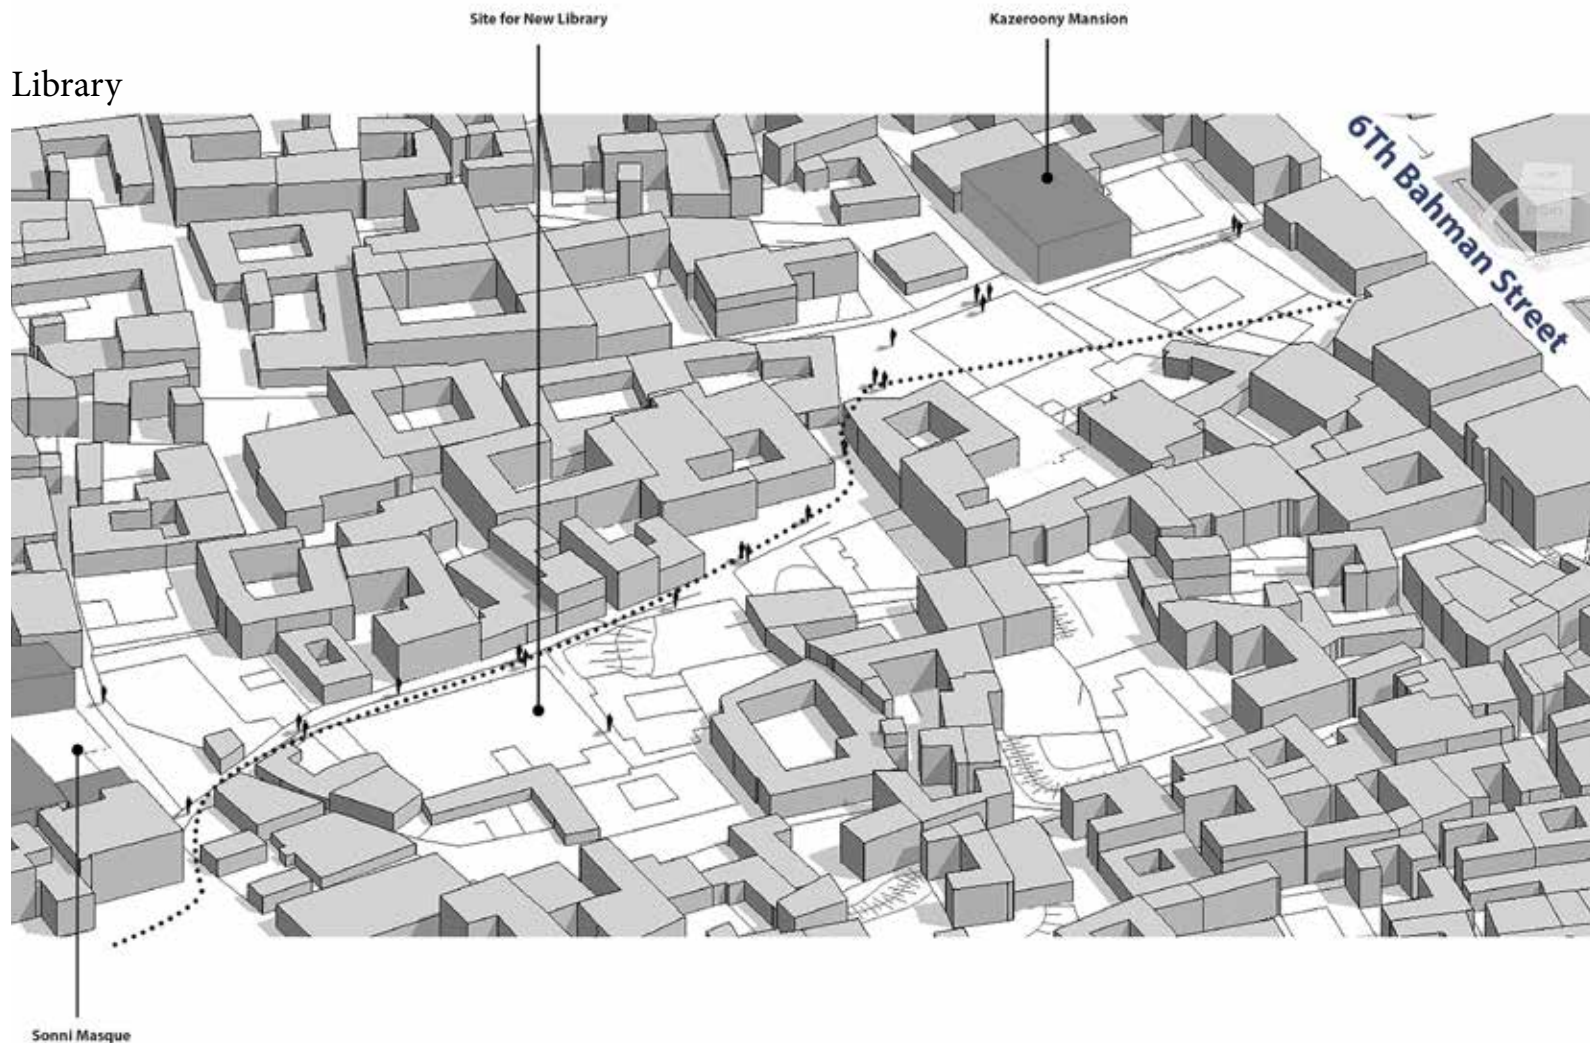 Site for New Library
Kazeroony Mansion
Library
6Th Bahman Street
Sonni Masque